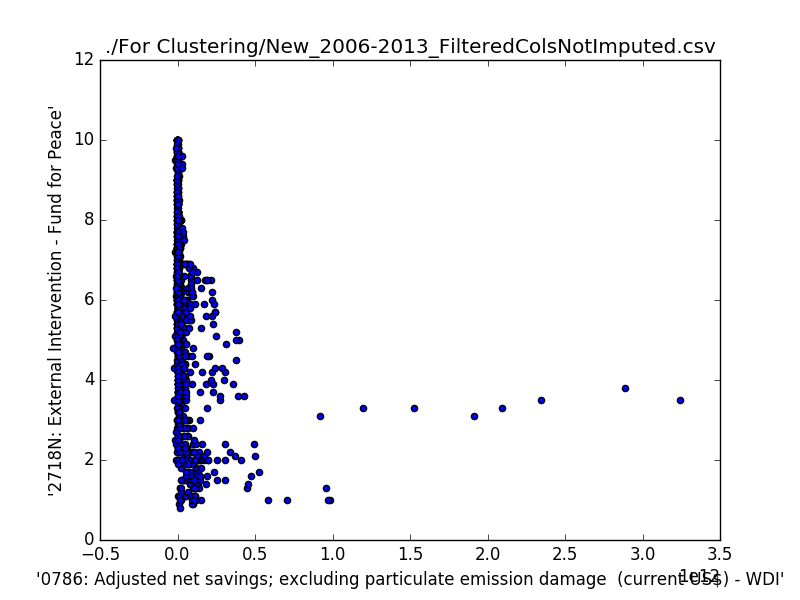 ./For Clustering/New_2006-2013_FilteredColsNotImputed.csv
12
10
8
6
4
2
0
'2718N: External Intervention - Fund for Peace'
−0.5 0.0 0.5 1.0 1.5 2.0 2.5 3.0 3.5
1e12
'0786: Adjusted net savings; excluding particulate emission damage  (current US$) - WDI'